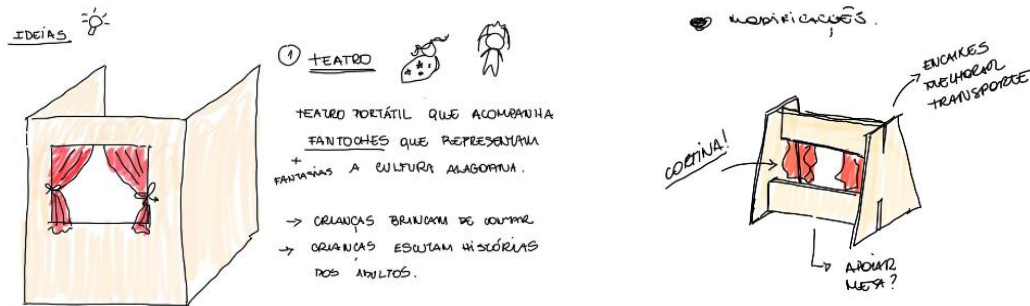 IDEIAS
① TEATRO
TEATRO PORTÁTIL QUE ACOMPANHA
FANTOCHES QUE REPRESENTAM
+ FANTASIAS A CULTURA ALAGOANA.
→ CRIANÇAS BRINCAM DE CONTAR
→ CRIANÇAS ESCUTAM HISTÓRIAS
DOS ADULTOS.
MODIFICAÇÕES.
ENCAIXES
MELHORAR
TRANSPORTE
CORTINA!
APOIAR
MESA?